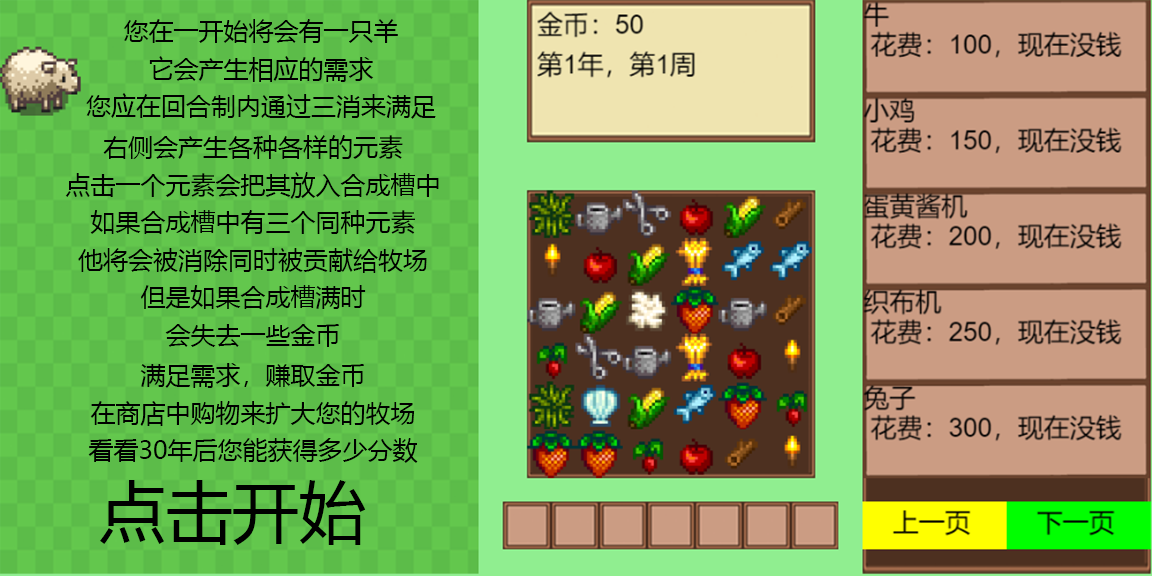 您在一开始将会有一只羊
它会产生相应的需求
您应在回合制内通过三消来满足
右侧会产生各种各样的元素
点击一个元素会把其放入合成槽中
如果合成槽中有三个同种元素
他将会被消除同时被贡献给牧场
但是如果合成槽满时
会失去一些金币
满足需求，赚取金币
在商店中购物来扩大您的牧场
看看30年后您能获得多少分数
点击开始
金币：50
第1年，第1周
牛
花费：100，现在没钱
小鸡
花费：150，现在没钱
蛋黄酱机
花费：200，现在没钱
织布机
花费：250，现在没钱
兔子
花费：300，现在没钱
上一页
下一页